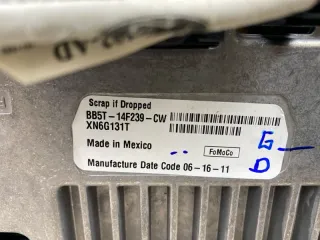 Scrap if Dropped
BB5T-14F239-CW
XN6G131T
Made in Mexico
FoMoCo
Manufacture Date Code 06-16-11
G
D